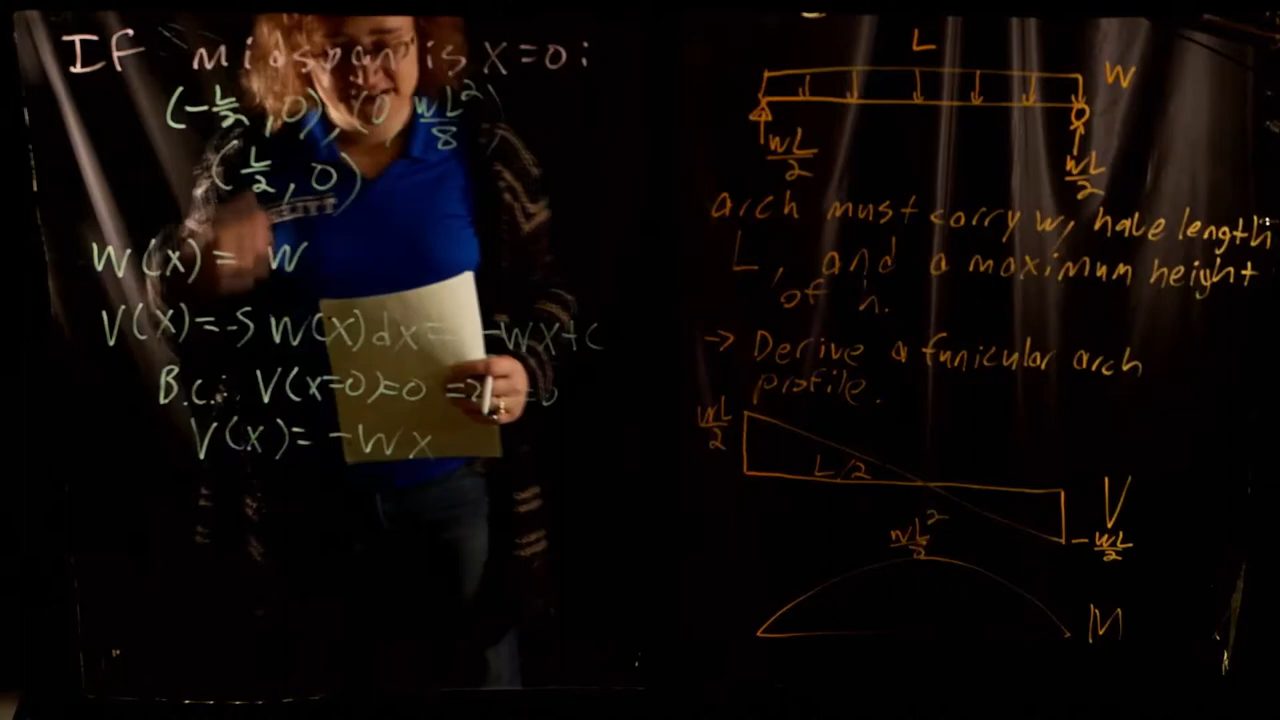 If midspan is x=0:
(-L/2, 0), (0, wL²/8)
(L/2, 0)
w(x) = w
V(x) = -∫ w(x)dx = -wx+c
B.c.: V(x=0)=0 => =0
V(x) = -wx
L
w
wL/2
wL/2
arch must carry w, have length
L, and a maximum height
of h.
-> Derive a funicular arch
profile.
wL/2
L/2
V
-wL/2
wL²/8
M